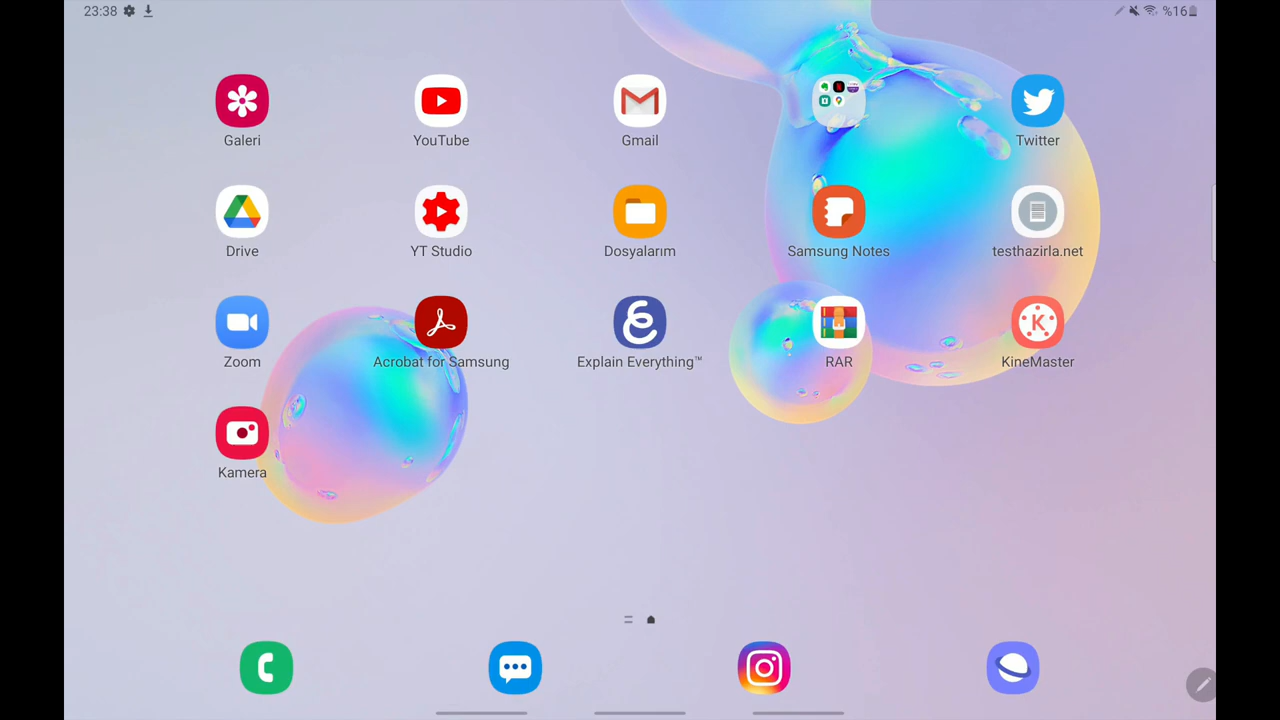 23:38
%16
Galeri
YouTube
Gmail
Twitter
Drive
YT Studio
Dosyalarım
Samsung Notes
testhazirla.net
Zoom
Acrobat for Samsung
Explain Everything™
RAR
KineMaster
Kamera